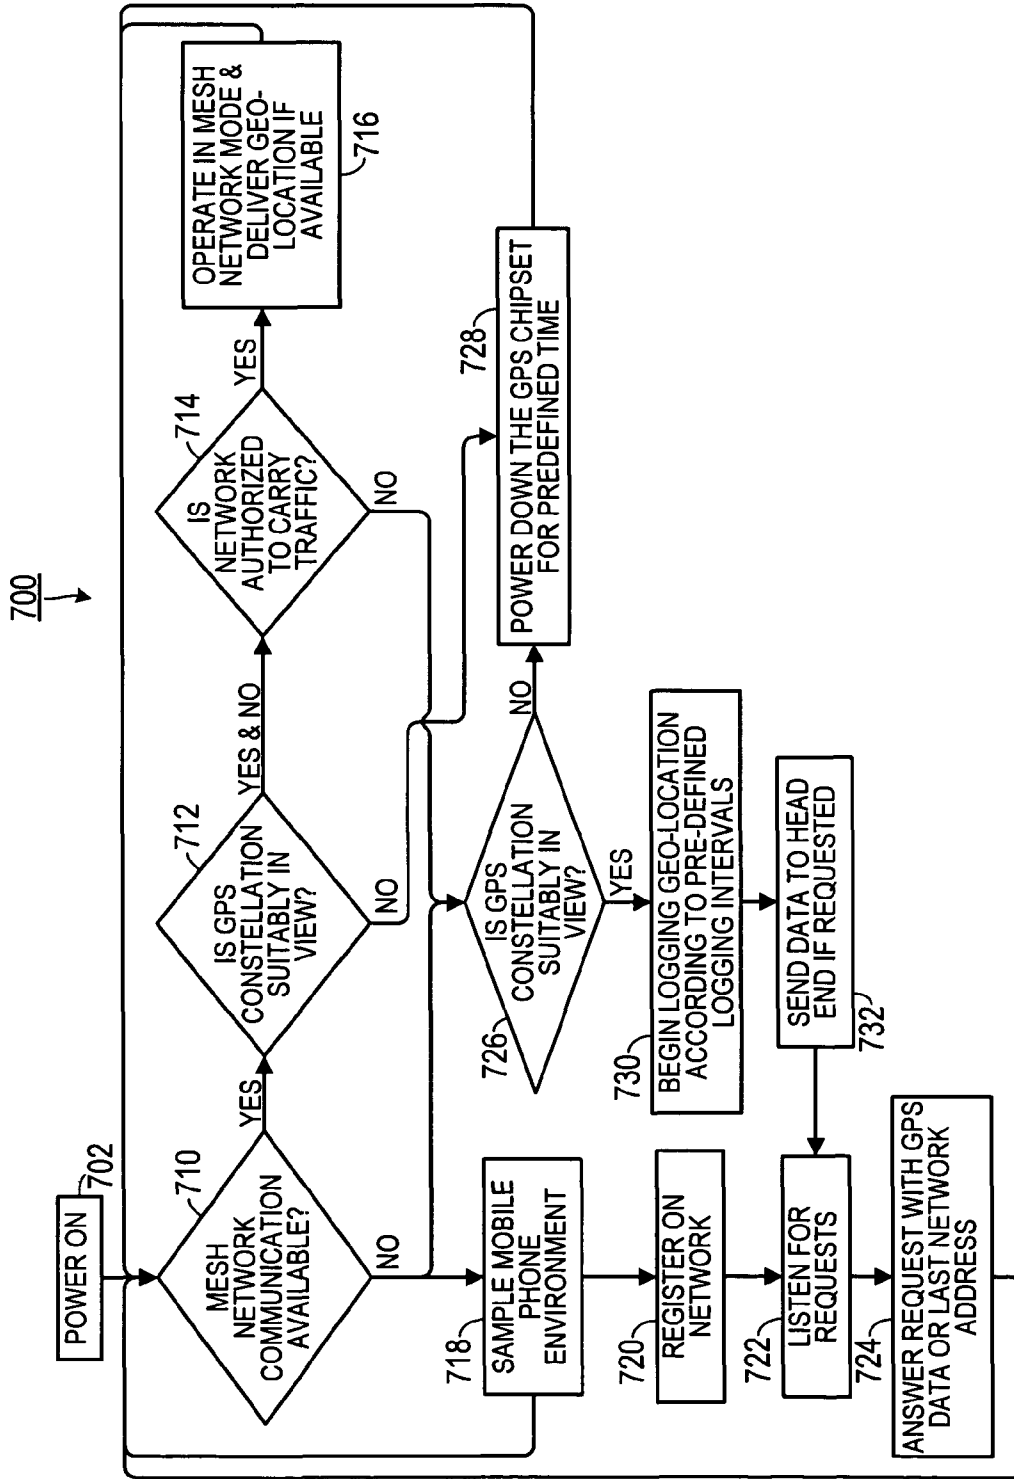 700
POWER ON
702
MESH
NETWORK
COMMUNICATION
AVAILABLE?
710
YES
NO
IS GPS
CONSTELLATION
SUITABLY IN
VIEW?
712
YES & NO
NO
IS
NETWORK
AUTHORIZED
TO CARRY
TRAFFIC?
714
YES
NO
OPERATE IN MESH
NETWORK MODE &
DELIVER GEO-
LOCATION IF
AVAILABLE
716
SAMPLE MOBILE
PHONE
ENVIRONMENT
718
IS GPS
CONSTELLATION
SUITABLY IN
VIEW?
726
NO
YES
POWER DOWN THE GPS CHIPSET
FOR PREDEFINED TIME
728
REGISTER ON
NETWORK
720
BEGIN LOGGING GEO-LOCATION
ACCORDING TO PRE-DEFINED
LOGGING INTERVALS
730
LISTEN FOR
REQUESTS
722
SEND DATA TO HEAD
END IF REQUESTED
732
ANSWER REQUEST WITH GPS
DATA OR LAST NETWORK
ADDRESS
724